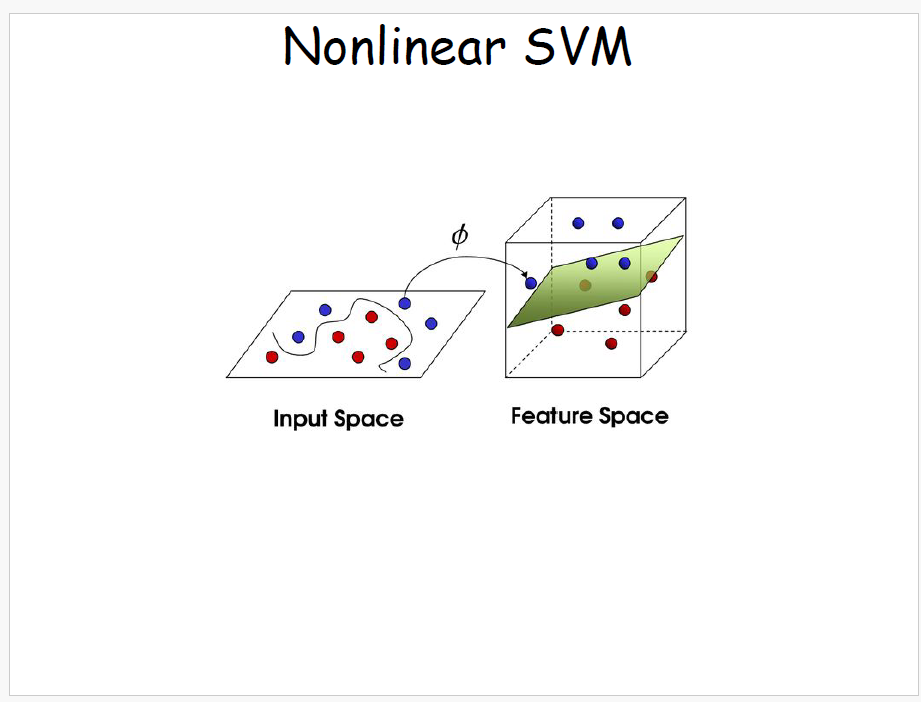 Nonlinear SVM
ϕ
Input Space
Feature Space